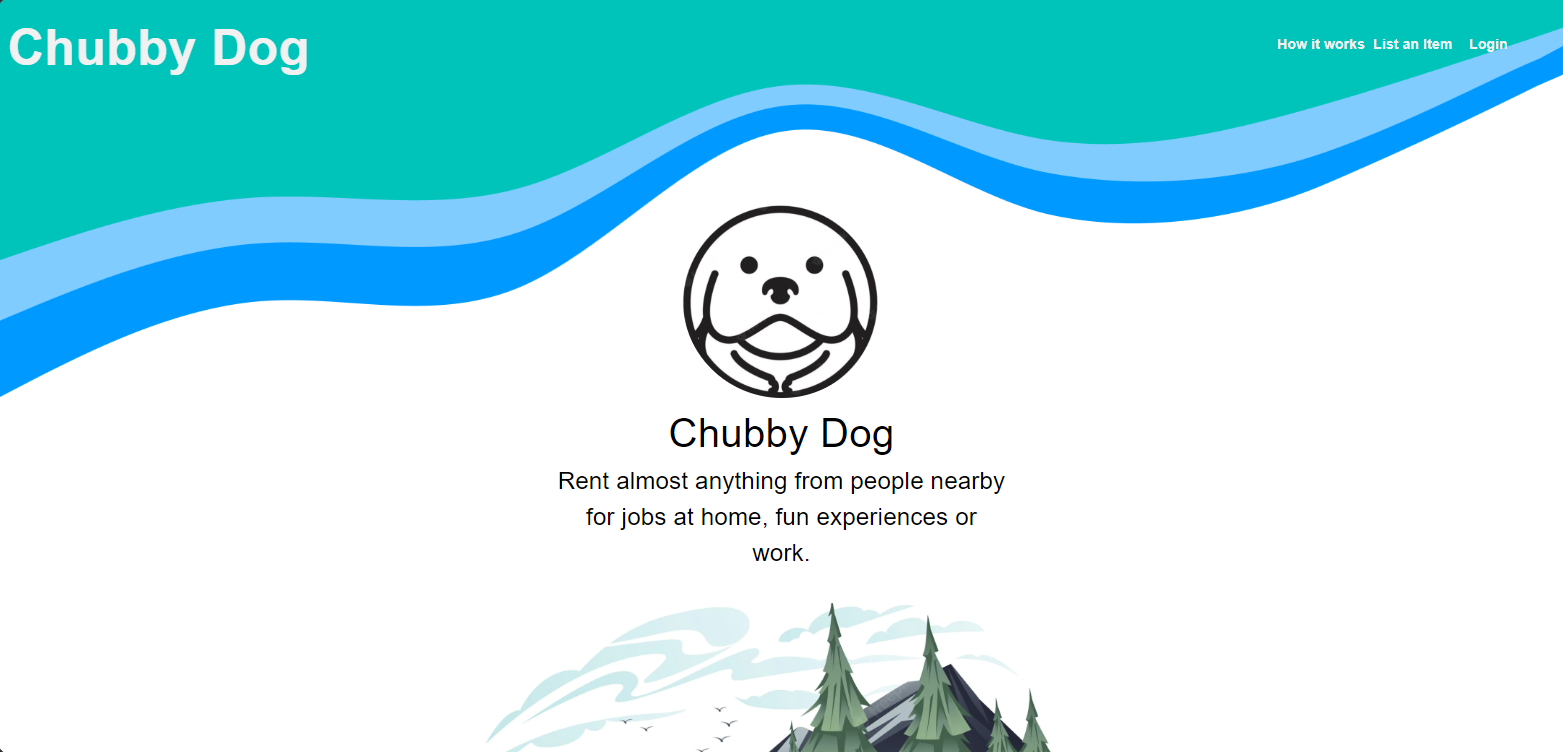 Chubby Dog
How it works List an Item Login
Chubby Dog
Rent almost anything from people nearby
for jobs at home, fun experiences or
work.